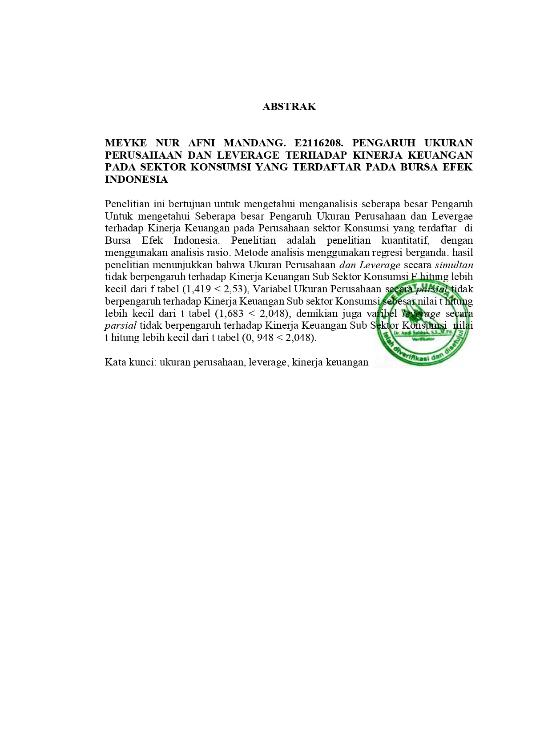 ABSTRAK
MEYKE NUR AFNI MANDANG. E2116208. PENGARUH UKURAN
PERUSAHAAN DAN LEVERAGE TERHADAP KINERJA KEUANGAN
PADA SEKTOR KONSUMSI YANG TERDAFTAR PADA BURSA EFEK
INDONESIA
Penelitian ini bertujuan untuk mengetahui menganalisis seberapa besar Pengaruh
Untuk mengetahui Seberapa besar Pengaruh Ukuran Perusahaan dan Levergae
terhadap Kinerja Keuangan pada Perusahaan sektor Konsumsi yang terdaftar di
Bursa Efek Indonesia. Penelitian adalah penelitian kuantitatif, dengan
menggunakan analisis rasio. Metode analisis menggunakan regresi berganda. hasil
penelitian menunjukkan bahwa Ukuran Perusahaan dan Leverage secara simultan
tidak berpengaruh terhadap Kinerja Keuangan Sub Sektor Konsumsi F hitung lebih
kecil dari f tabel (1,419 < 2,53), Variabel Ukuran Perusahaan secara parsial tidak
berpengaruh terhadap Kinerja Keuangan Sub sektor Konsumsi sebesar nilai t hitung
lebih kecil dari t tabel (1,683 < 2,048), demikian juga varibel leverage secara
parsial tidak berpengaruh terhadap Kinerja Keuangan Sub Sektor Konsumsi nilai
t hitung lebih kecil dari t tabel (0, 948 < 2,048).
Verifikator
telah diverifikasi dan disetujui
Kata kunci: ukuran perusahaan, leverage, kinerja keuangan